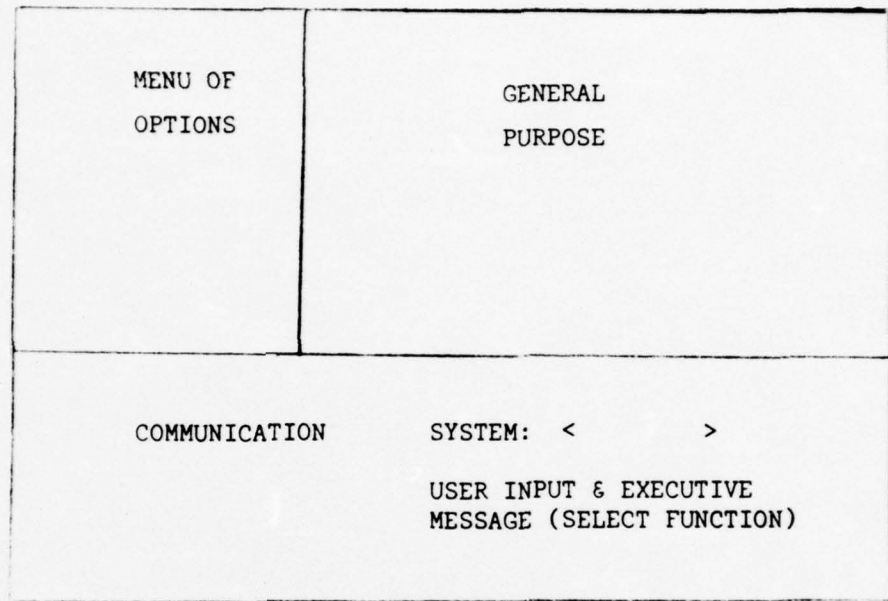 MENU OF
OPTIONS
GENERAL
PURPOSE
COMMUNICATION
SYSTEM: < >
USER INPUT & EXECUTIVE
MESSAGE (SELECT FUNCTION)